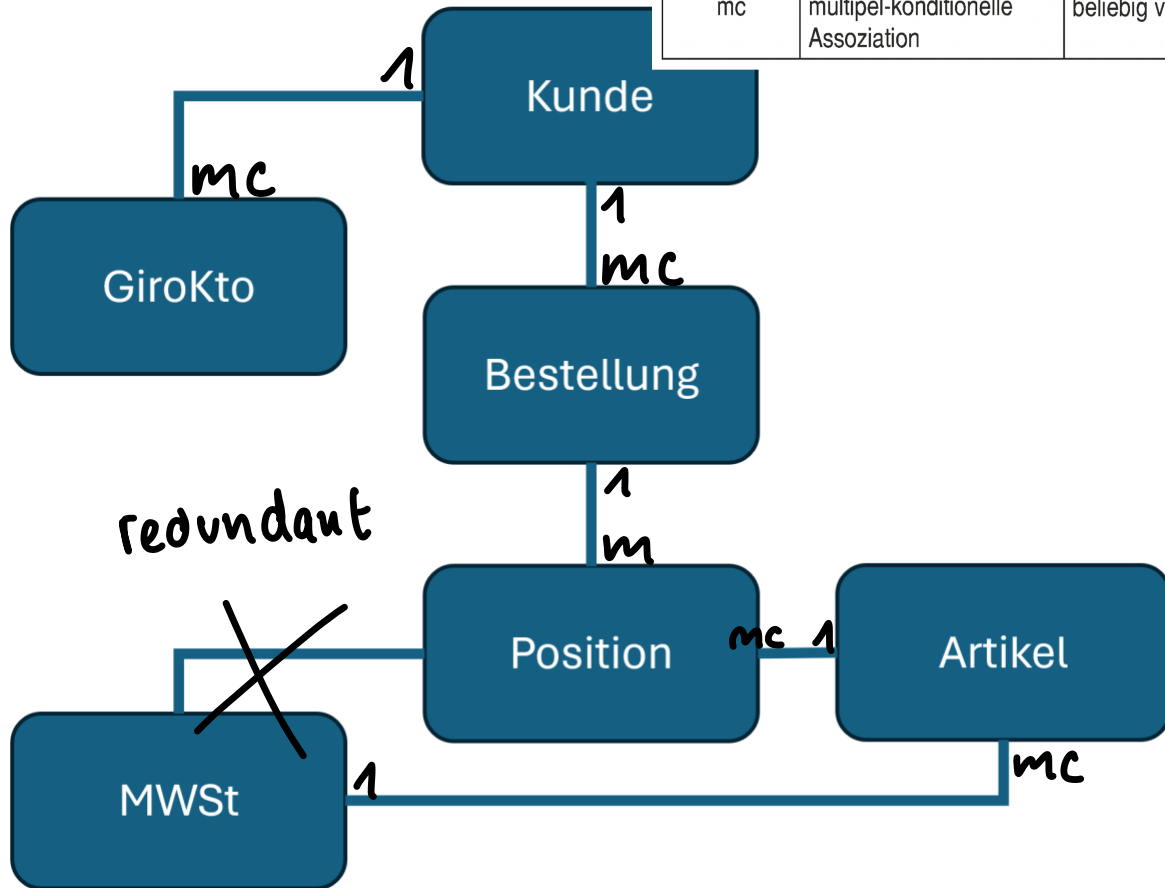 mc
multipel-konditionelle
Assoziation
beliebig v
1
Kunde
mc
1
GiroKto
mc
Bestellung
1
redundant
m
Position
mc 1
Artikel
mc
MWSt
1